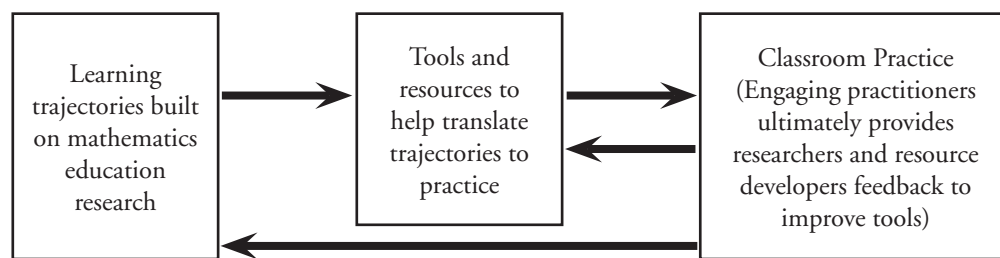 Learning
trajectories built
on mathematics
education
research
Tools and
resources to
help translate
trajectories to
practice
Classroom Practice
(Engaging practitioners
ultimately provides
researchers and resource
developers feedback to
improve tools)